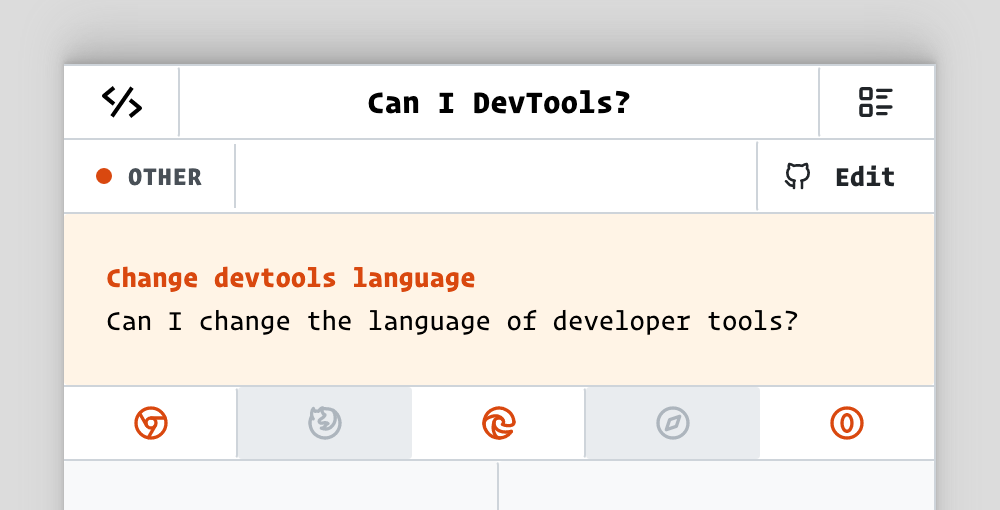 Can I DevTools?
OTHER
Edit
Change devtools language
Can I change the language of developer tools?